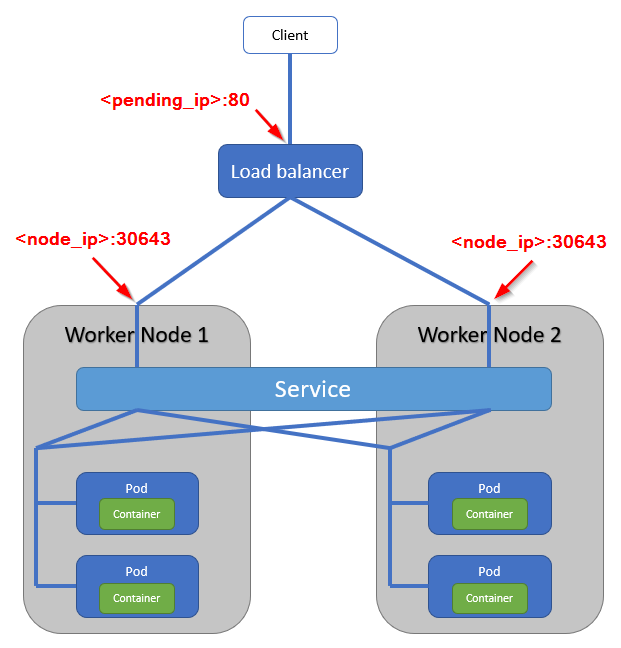 Client
<pending_ip>:80
Load balancer
<node_ip>:30643
<node_ip>:30643
Worker Node 1
Worker Node 2
Service
Pod
Container
Pod
Container
Pod
Container
Pod
Container